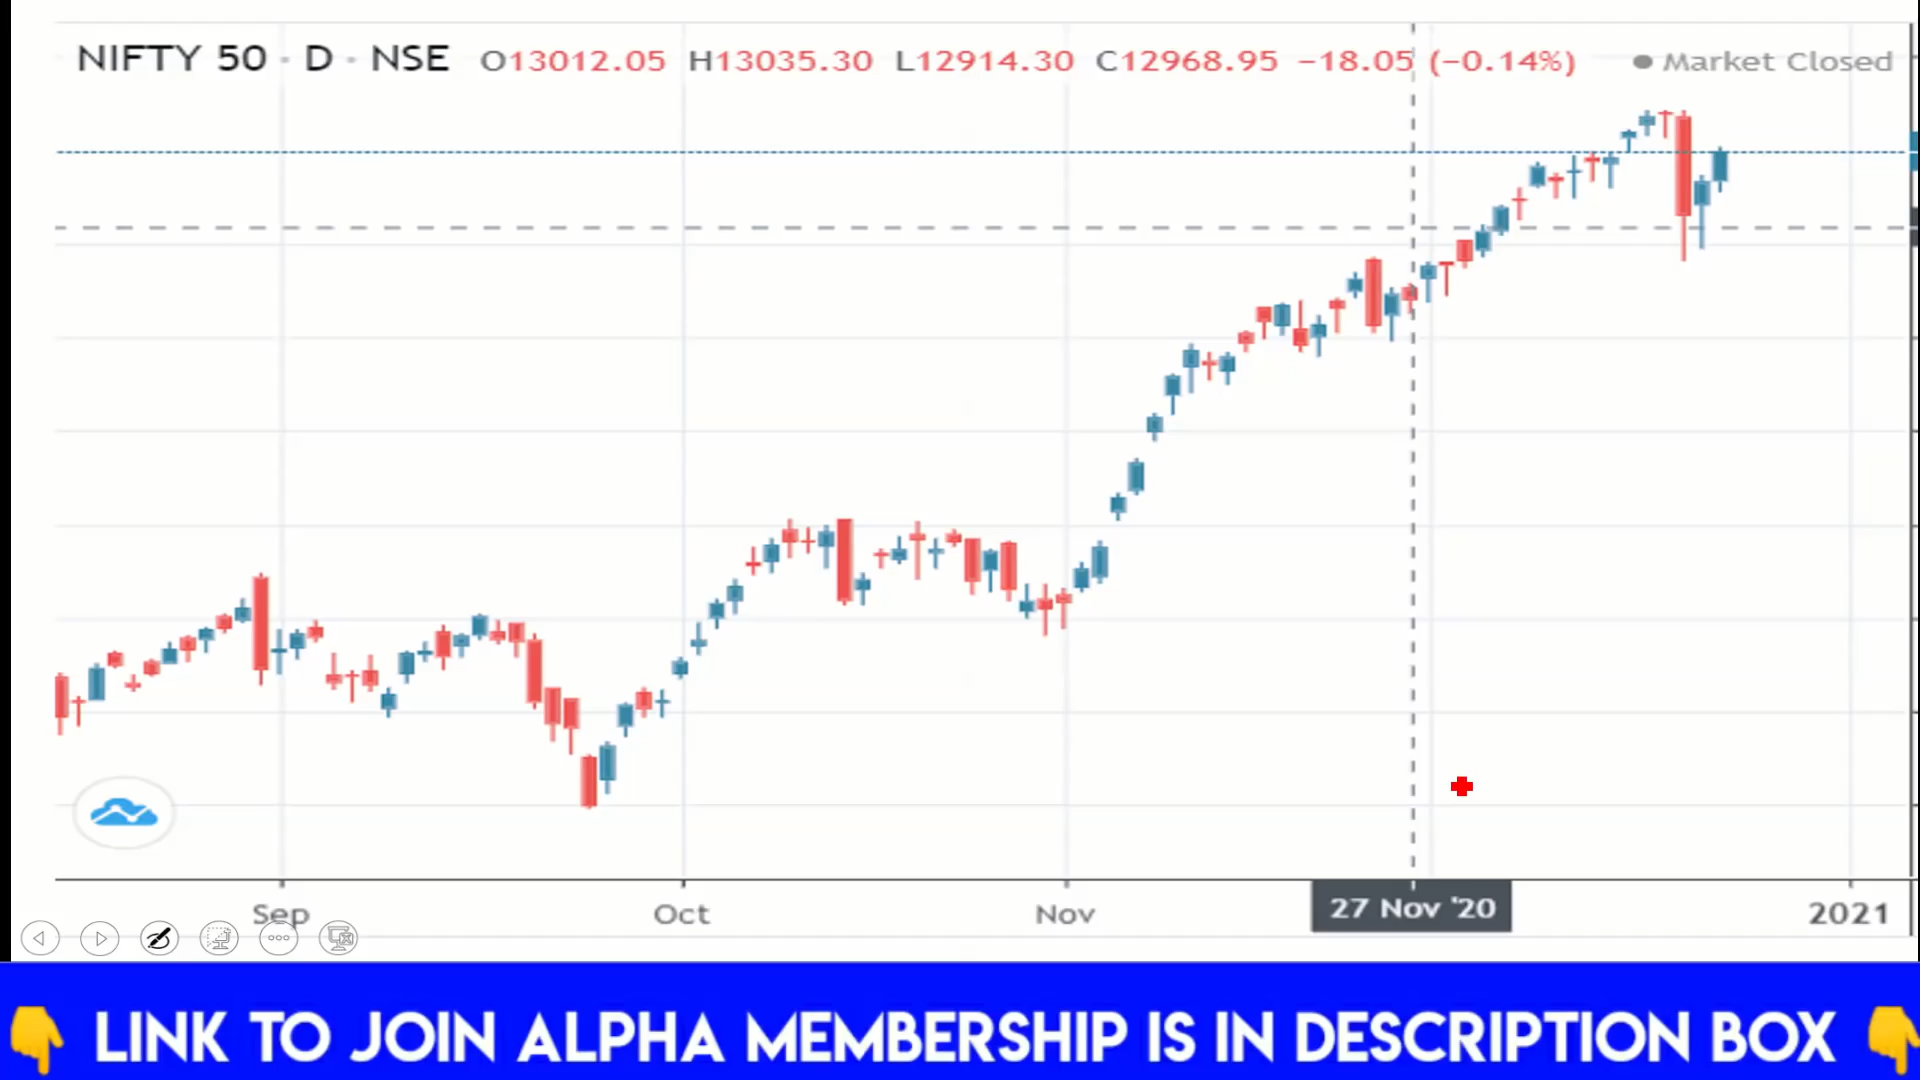 NIFTY 50 · D · NSE O13012.05 H13035.30 L12914.30 C12968.95 −18.05 (−0.14%) Market Closed
Sep Oct Nov 27 Nov '20 2021
LINK TO JOIN ALPHA MEMBERSHIP IS IN DESCRIPTION BOX